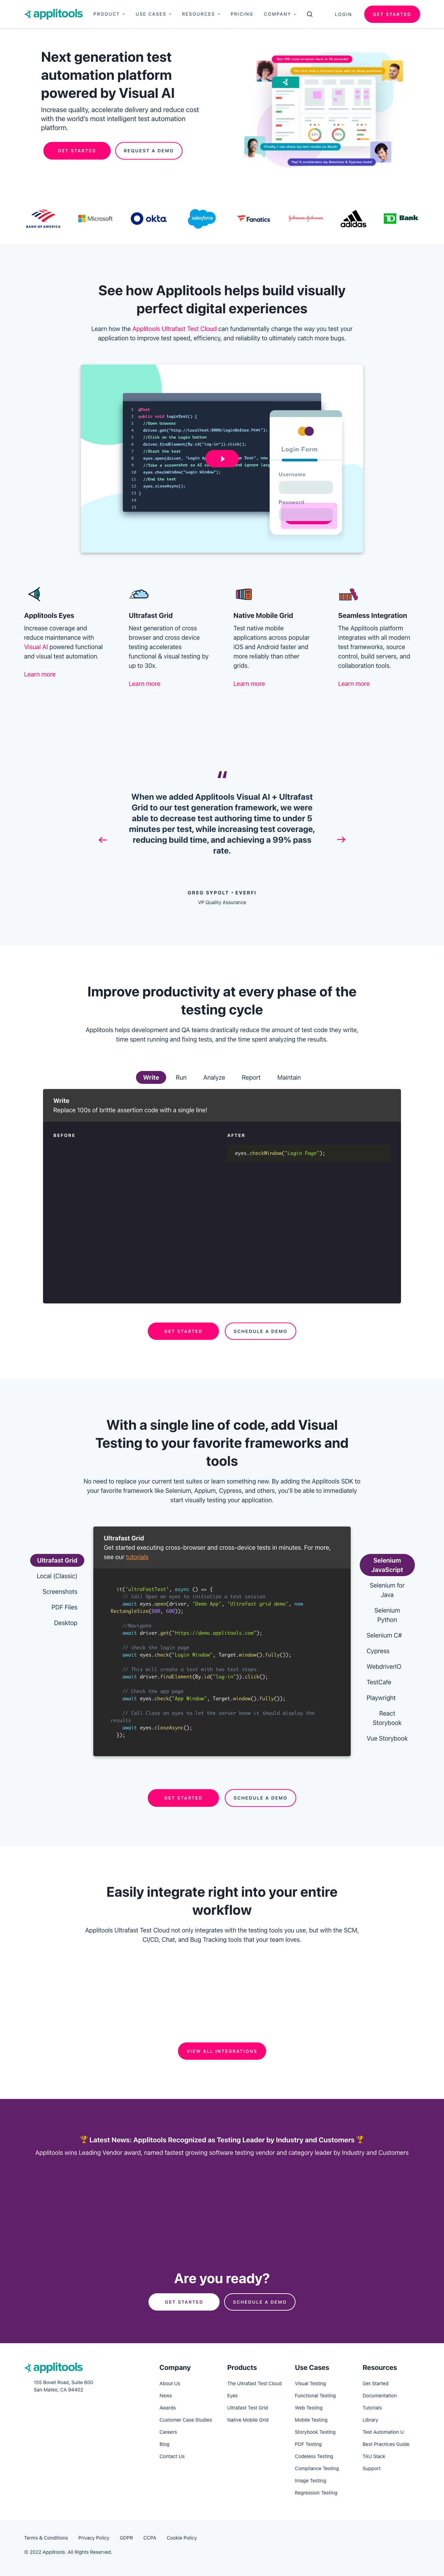 applitools
PRODUCT
USE CASES
RESOURCES
PRICING
COMPANY
LOGIN
GET STARTED
Next generation test
automation platform
powered by Visual AI
Increase quality, accelerate delivery and reduce cost
with the world's most intelligent test automation
platform.
GET STARTED
REQUEST A DEMO
BANK OF AMERICA
Microsoft
okta
salesforce
Fanatics
Johnson+Johnson
adidas
TD Bank
See how Applitools helps build visually
perfect digital experiences
Learn how the Applitools Ultrafast Test Cloud can fundamentally change the way you test your
application to improve test speed, efficiency, and reliability to ultimately catch more bugs.
Login Form
Username
Password
Applitools Eyes
Increase coverage and
reduce maintenance with
Visual AI powered functional
and visual test automation.
Learn more
Ultrafast Grid
Next generation of cross
browser and cross device
testing accelerates
functional & visual testing by
up to 30x.
Learn more
Native Mobile Grid
Test native mobile
applications across popular
iOS and Android faster and
more reliably than other
grids.
Learn more
Seamless Integration
The Applitools platform
integrates with all modern
test frameworks, source
control, build servers, and
collaboration tools.
Learn more
When we added Applitools Visual AI + Ultrafast
Grid to our test generation framework, we were
able to decrease test authoring time to under 5
minutes per test, while increasing test coverage,
reducing build time, and achieving a 99% pass
rate.
GREG SYPOLT • EVERFI
VP Quality Assurance
Improve productivity at every phase of the
testing cycle
Applitools helps development and QA teams drastically reduce the amount of test code they write,
time spent running and fixing tests, and the time spent analyzing the results.
Write
Run
Analyze
Report
Maintain
Write
Replace 100s of brittle assertion code with a single line!
BEFORE
AFTER
eyes.checkWindow("Login Page");
GET STARTED
SCHEDULE A DEMO
With a single line of code, add Visual
Testing to your favorite frameworks and
tools
No need to replace your current test suites or learn something new. By adding the Applitools SDK to
your favorite framework like Selenium, Appium, Cypress, and others, you'll be able to immediately
start visually testing your application.
Ultrafast Grid
Local (Classic)
Screenshots
PDF Files
Desktop
Ultrafast Grid
Get started executing cross-browser and cross-device tests in minutes. For more,
see our tutorials
it('ultraFastTest', async () => {
// Call Open on eyes to initialize a test session
await eyes.open(driver, 'Demo App', 'Ultrafast grid demo', new
RectangleSize(800, 600));
//Navigate
await driver.get("https://demo.applitools.com");
// check the login page
await eyes.check("Login Window", Target.window().fully());
// This will create a test with two test steps.
await driver.findElement(By.id("log-in")).click();
// Check the app page
await eyes.check("App Window", Target.window().fully());
// Call Close on eyes to let the server know it should display the
results
await eyes.closeAsync();
});
Selenium
JavaScript
Selenium for
Java
Selenium
Python
Selenium C#
Cypress
WebdriverIO
TestCafe
Playwright
React
Storybook
Vue Storybook
GET STARTED
SCHEDULE A DEMO
Easily integrate right into your entire
workflow
Applitools Ultrafast Test Cloud not only integrates with the testing tools you use, but with the SCM,
CI/CD, Chat, and Bug Tracking tools that your team loves.
VIEW ALL INTEGRATIONS
🏆 Latest News: Applitools Recognized as Testing Leader by Industry and Customers 🏆
Applitools wins Leading Vendor award, named fastest growing software testing vendor and category leader by Industry and Customers
Are you ready?
GET STARTED
SCHEDULE A DEMO
applitools
155 Bovet Road, Suite 600
San Mateo, CA 94402
Company
About Us
News
Awards
Customer Case Studies
Careers
Blog
Contact Us
Products
The Ultrafast Test Cloud
Eyes
Ultrafast Test Grid
Native Mobile Grid
Use Cases
Visual Testing
Functional Testing
Web Testing
Mobile Testing
Storybook Testing
PDF Testing
Codeless Testing
Compliance Testing
Image Testing
Regression Testing
Resources
Get Started
Documentation
Tutorials
Library
Test Automation U
Best Practices Guide
TAU Slack
Support
Terms & Conditions
Privacy Policy
GDPR
CCPA
Cookie Policy
© 2022 Applitools. All Rights Reserved.